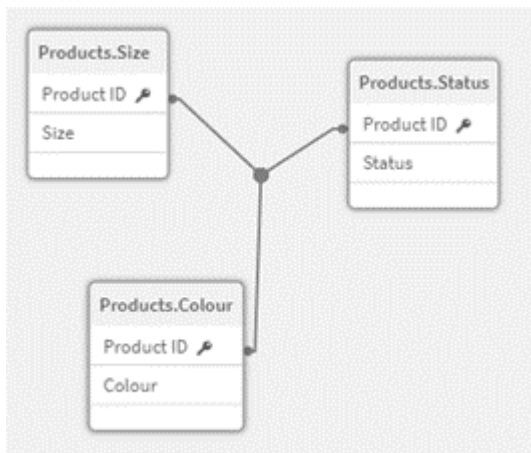 Products.Size
Product ID
Size
Products.Status
Product ID
Status
Products.Colour
Product ID
Colour